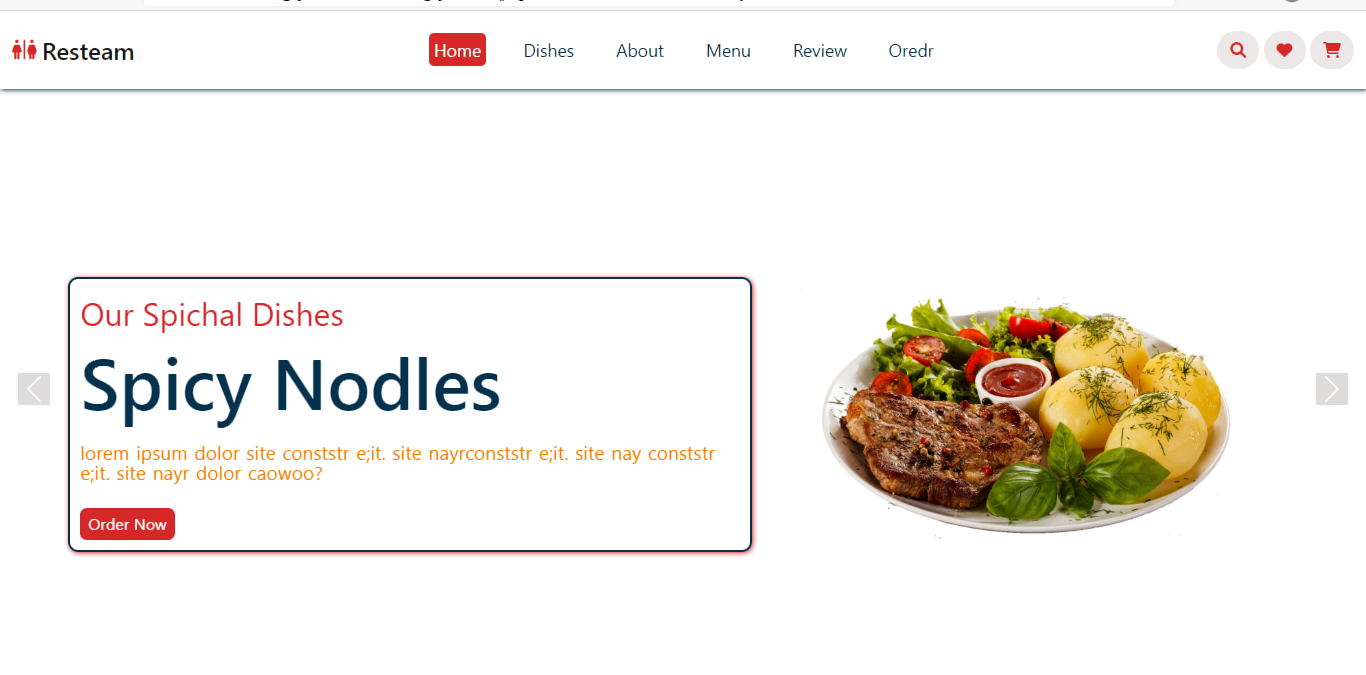 Resteam
Home Dishes About Menu Review Oredr
Our Spichal Dishes
Spicy Nodles
lorem ipsum dolor site conststr e;it. site nayrconststr e;it. site nay conststr
e;it. site nayr dolor caowoo?
Order Now